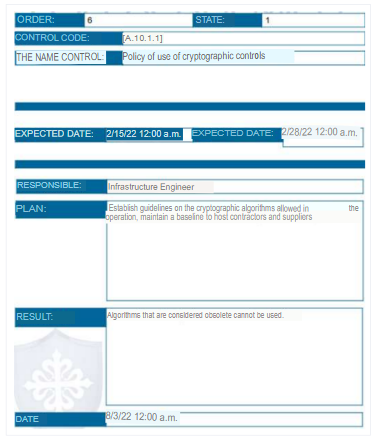 ORDER: 6 STATE: 1
CONTROL CODE: [A.10.1.1]
THE NAME CONTROL: Policy of use of cryptographic controls
EXPECTED DATE: 2/15/22 12:00 a.m. EXPECTED DATE: 2/28/22 12:00 a.m.
RESPONSIBLE: Infrastructure Engineer
PLAN: Establish guidelines on the cryptographic algorithms allowed in the
operation, maintain a baseline to host contractors and suppliers
RESULT: Algorithms that are considered obsolete cannot be used.
DATE 8/3/22 12:00 a.m.